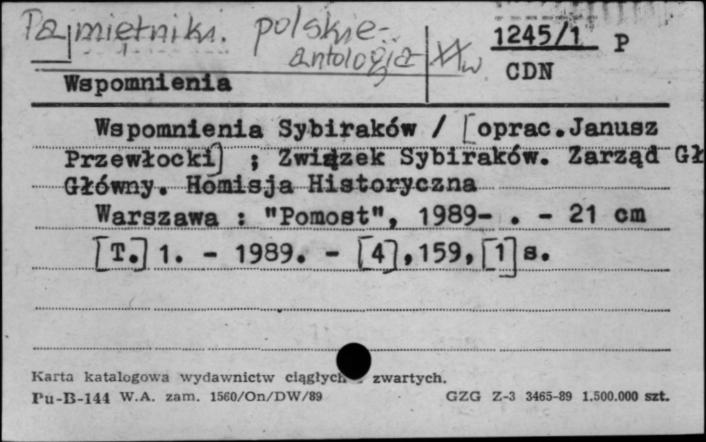 Pamiętniki. polskie-
antologia XXw
1245/1 P
CDN
Wspomnienia
Wspomnienia Sybiraków / [oprac.Janusz
Przewłocki] ; Związek Sybiraków. Zarząd Gł
Główny. Homisja Historyczna
Warszawa : "Pomost", 1989- . - 21 cm
[T.] 1. - 1989. - [4],159,[1] s.
Karta katalogowa wydawnictw ciągłych zwartych.
Pu-B-144 W.A. zam. 1560/On/DW/89 GZG Z-3 3465-89 1.500.000 szt.